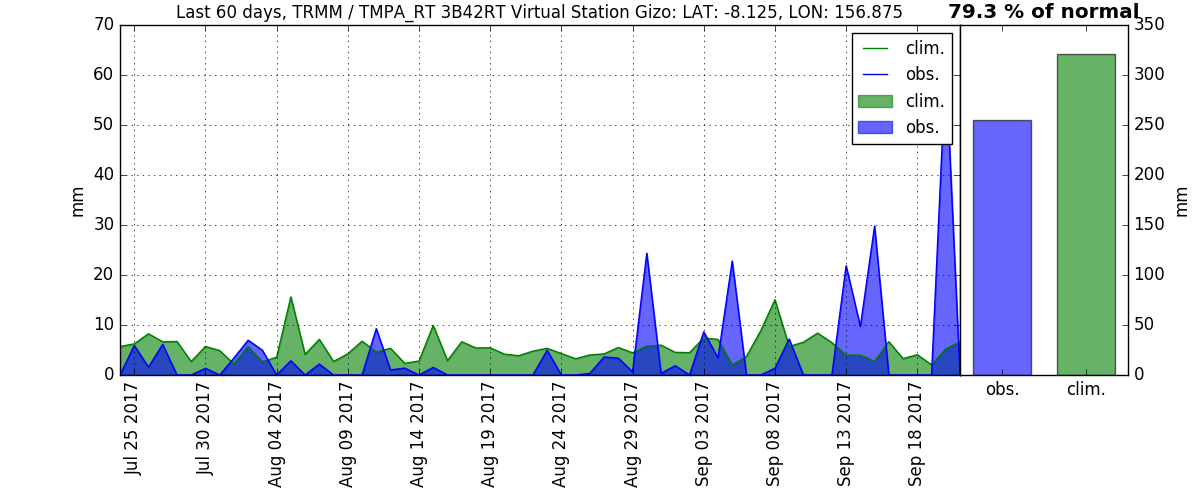 Last 60 days, TRMM / TMPA_RT 3B42RT Virtual Station Gizo: LAT: -8.125, LON: 156.875
79.3 % of normal
70
60
50
40
30
20
10
0
mm
clim.
obs.
clim.
obs.
350
300
250
200
150
100
50
0
mm
Jul 25 2017
Jul 30 2017
Aug 04 2017
Aug 09 2017
Aug 14 2017
Aug 19 2017
Aug 24 2017
Aug 29 2017
Sep 03 2017
Sep 08 2017
Sep 13 2017
Sep 18 2017
obs.
clim.